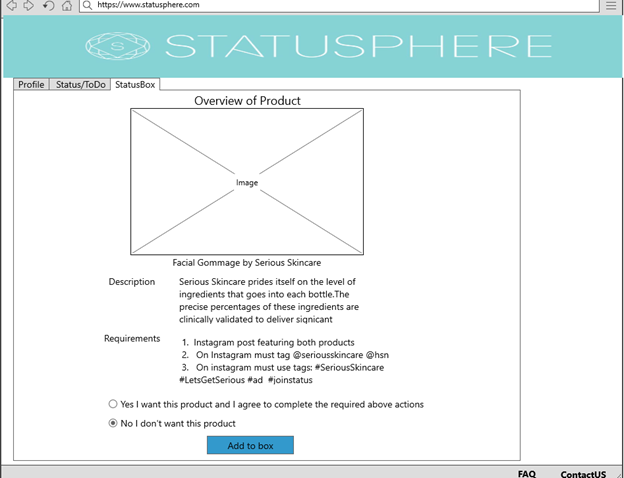 https://www.statusphere.com
S STATUSPHERE
Profile Status/ToDo StatusBox
Overview of Product
Image
Facial Gommage by Serious Skincare
Description
Serious Skincare prides itself on the level of
ingredients that goes into each bottle.The
precise percentages of these ingredients are
clinically validated to deliver signicant
Requirements
1. Instagram post featuring both products
2. On Instagram must tag @seriousskincare @hsn
3. On instagram must use tags: #SeriousSkincare
#LetsGetSerious #ad #joinstatus
Yes I want this product and I agree to complete the required above actions
No I don't want this product
Add to box
FAQ ContactUS